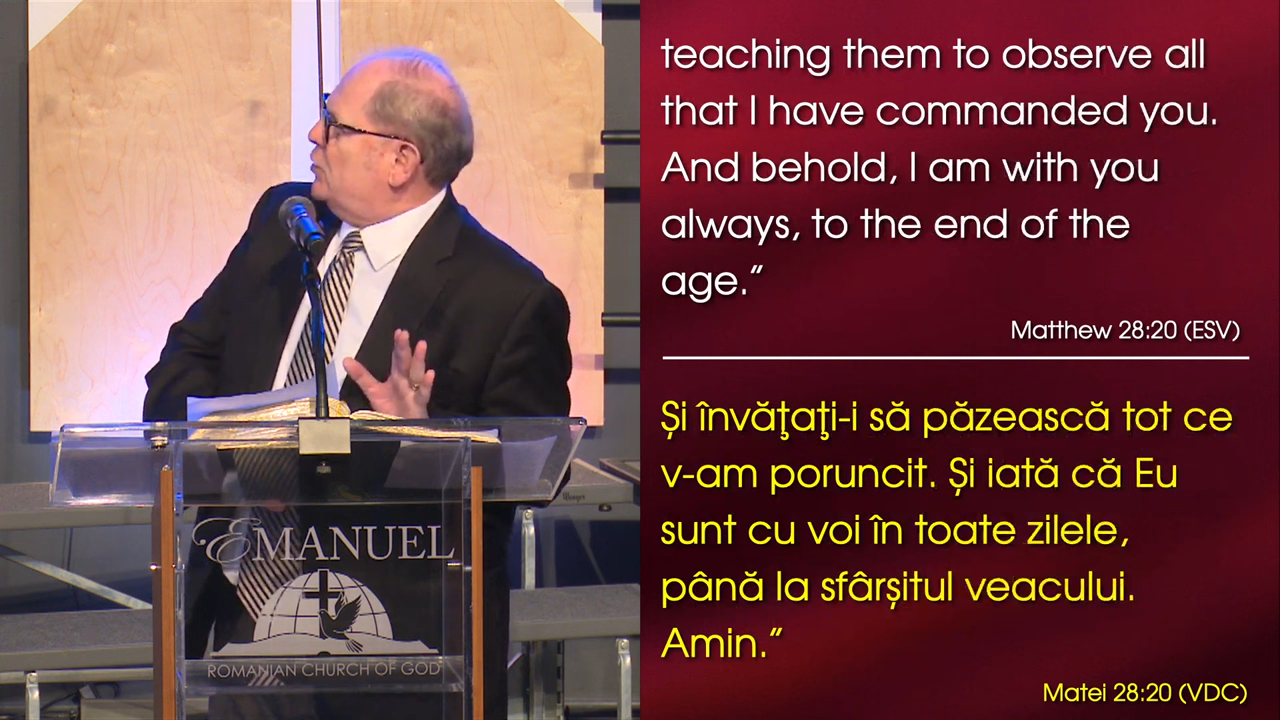 teaching them to observe all
that I have commanded you.
And behold, I am with you
always, to the end of the
age.”
Matthew 28:20 (ESV)
Și învăţaţi-i să păzească tot ce
v-am poruncit. Și iată că Eu
sunt cu voi în toate zilele,
până la sfârșitul veacului.
Amin.”
Matei 28:20 (VDC)
EMANUEL
ROMANIAN CHURCH OF GOD
Wenger